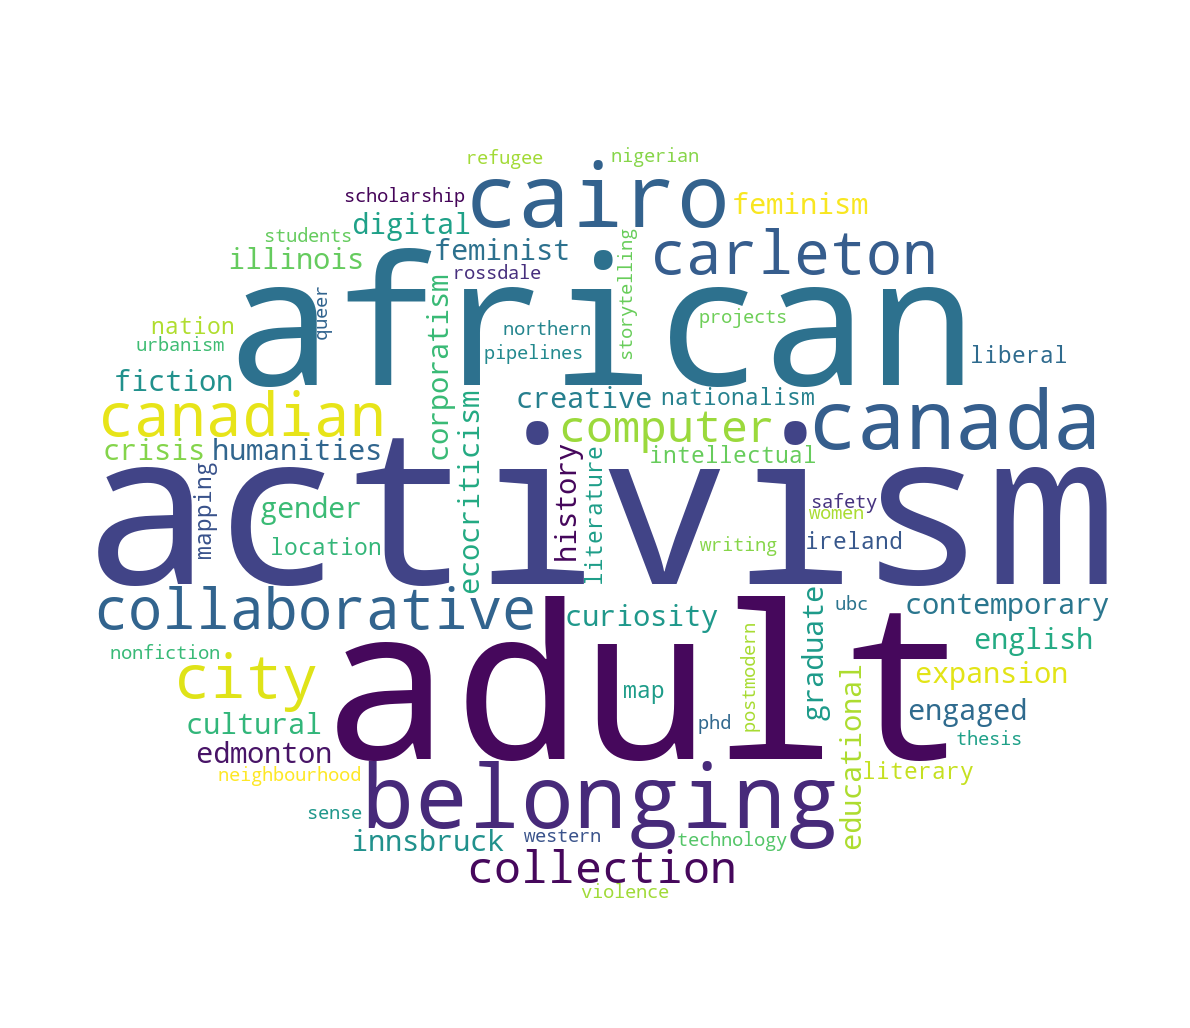 refugee
nigerian
scholarship
cairo
feminism
digital
students
feminist
storytelling
carleton
illinois
rossdale
african
corporatism
queer
nation
urbanism
northern
projects
pipelines
liberal
fiction
creative
nationalism
canadian
computer
canada
crisis
humanities
ecocriticism
history
literature
intellectual
activism
mapping
gender
safety
women
location
writing
ireland
collaborative
curiosity
graduate
ubc
contemporary
adult
postmodern
english
nonfiction
city
map
educational
expansion
cultural
phd
engaged
edmonton
thesis
neighbourhood
belonging
literary
sense
innsbruck
western
technology
collection
violence